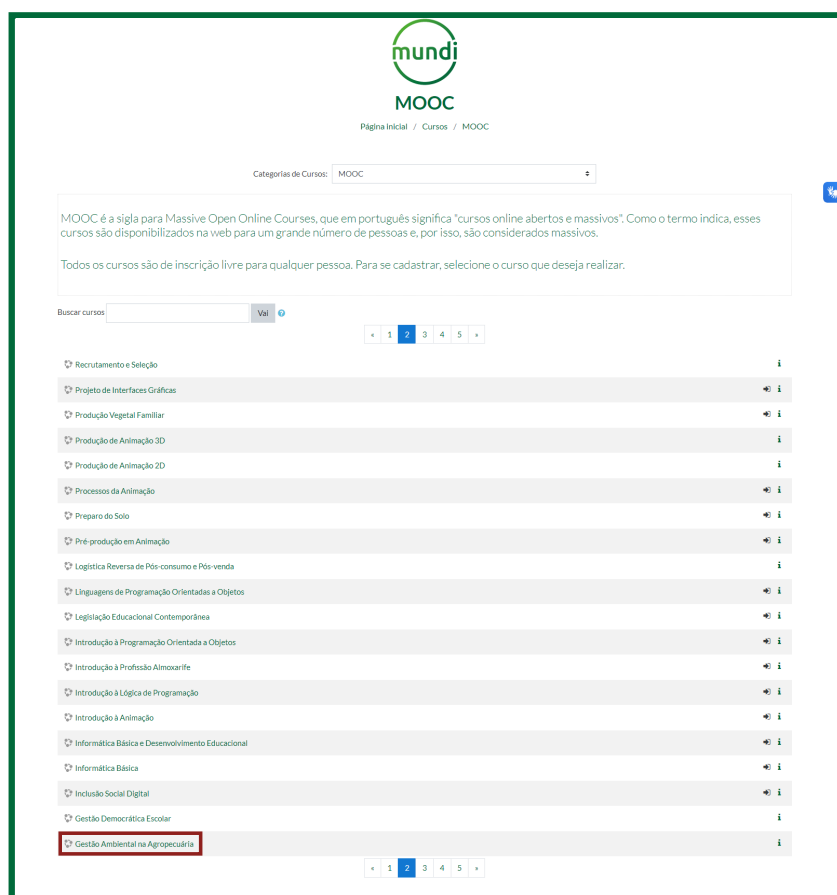 mundi
MOOC
Página inicial / Cursos / MOOC
Categorias de Cursos: MOOC
MOOC é a sigla para Massive Open Online Courses, que em português significa "cursos online abertos e massivos". Como o termo indica, esses
cursos são disponibilizados na web para um grande número de pessoas e, por isso, são considerados massivos.
Todos os cursos são de inscrição livre para qualquer pessoa. Para se cadastrar, selecione o curso que deseja realizar.
Buscar cursos Vai
« 1 2 3 4 5 »
Recrutamento e Seleção
Projeto de Interfaces Gráficas
Produção Vegetal Familiar
Produção de Animação 3D
Produção de Animação 2D
Processos da Animação
Preparo do Solo
Pré-produção em Animação
Logística Reversa de Pós-consumo e Pós-venda
Linguagens de Programação Orientadas a Objetos
Legislação Educacional Contemporânea
Introdução à Programação Orientada a Objetos
Introdução à Profissão Almoxarife
Introdução à Lógica de Programação
Introdução à Animação
Informática Básica e Desenvolvimento Educacional
Informática Básica
Inclusão Social Digital
Gestão Democrática Escolar
Gestão Ambiental na Agropecuária
« 1 2 3 4 5 »